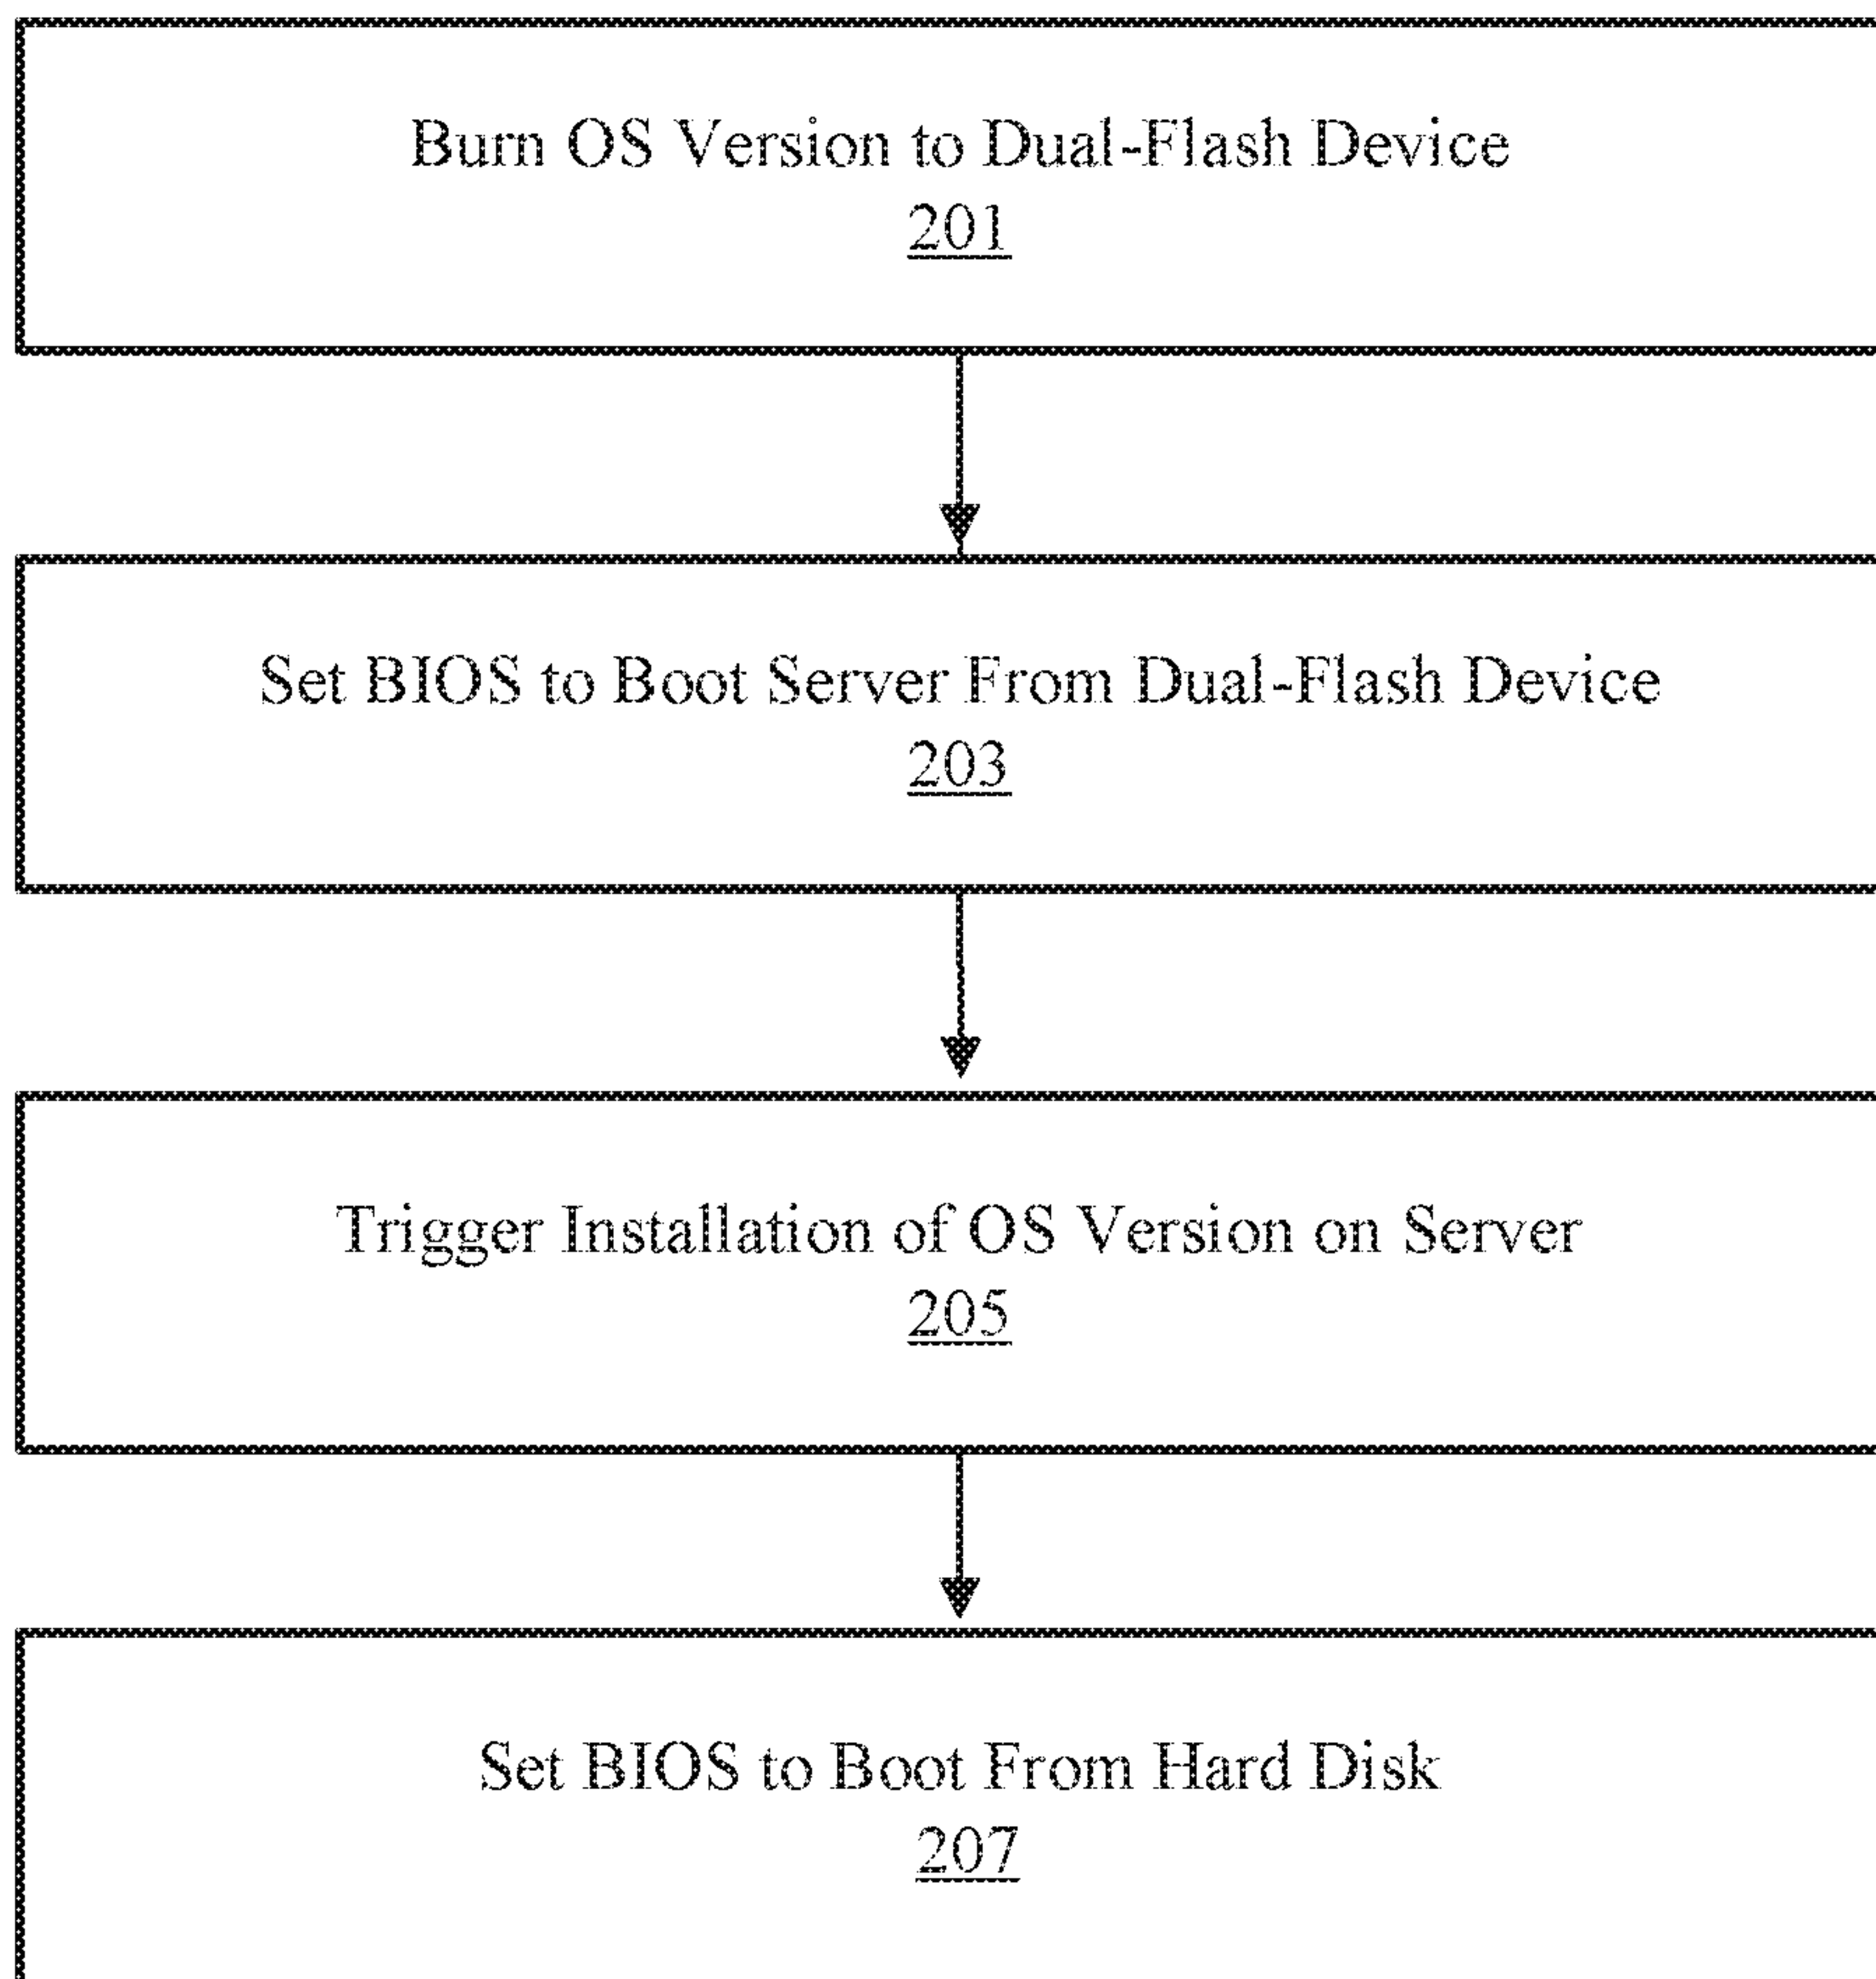 Burn OS Version to Dual-Flash Device
201
Set BIOS to Boot Server From Dual-Flash Device
203
Trigger Installation of OS Version on Server
205
Set BIOS to Boot From Hard Disk
207